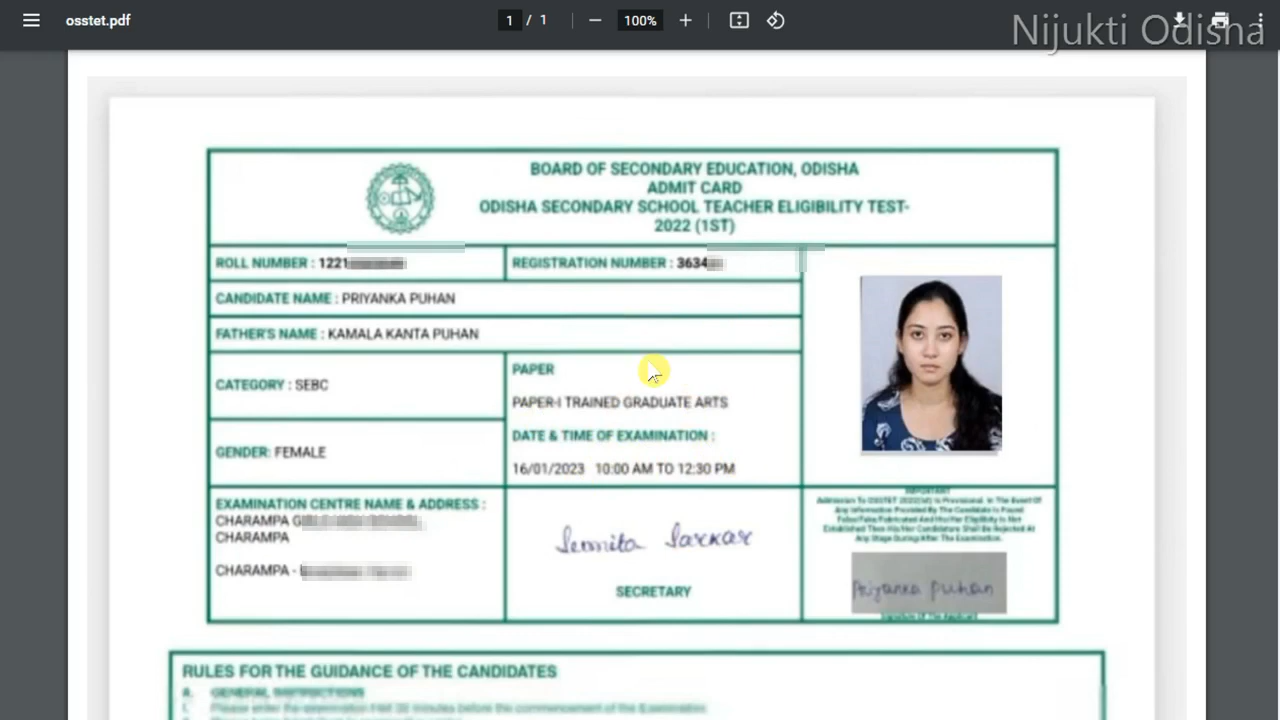 osstet.pdf
1 / 1
100%
Nijukti Odisha
BOARD OF SECONDARY EDUCATION, ODISHA
ADMIT CARD
ODISHA SECONDARY SCHOOL TEACHER ELIGIBILITY TEST-
2022 (1ST)
ROLL NUMBER : 1221
REGISTRATION NUMBER : 3634
CANDIDATE NAME : PRIYANKA PUHAN
FATHER'S NAME : KAMALA KANTA PUHAN
CATEGORY : SEBC
GENDER: FEMALE
PAPER
PAPER-I TRAINED GRADUATE ARTS
DATE & TIME OF EXAMINATION :
16/01/2023 10:00 AM TO 12:30 PM
EXAMINATION CENTRE NAME & ADDRESS :
CHARAMPA
CHARAMPA
CHARAMPA -
Sarkar
SECRETARY
IMPORTANT
Admission To OSSTET 2022(1st) Is Provisional. In The Event Of
Any Information Provided By The Candidate Is Found
False/Fake/Fabricated And His/Her Eligibility Is Not
Established Then His/Her Candidature Shall Be Rejected At
Any Stage During/After The Examination.
Priyanka Puhan
Signature Of The Applicant
RULES FOR THE GUIDANCE OF THE CANDIDATES
A. GENERAL INSTRUCTIONS
I. Please enter the examination Hall 30 minutes before the commencement of the Examination